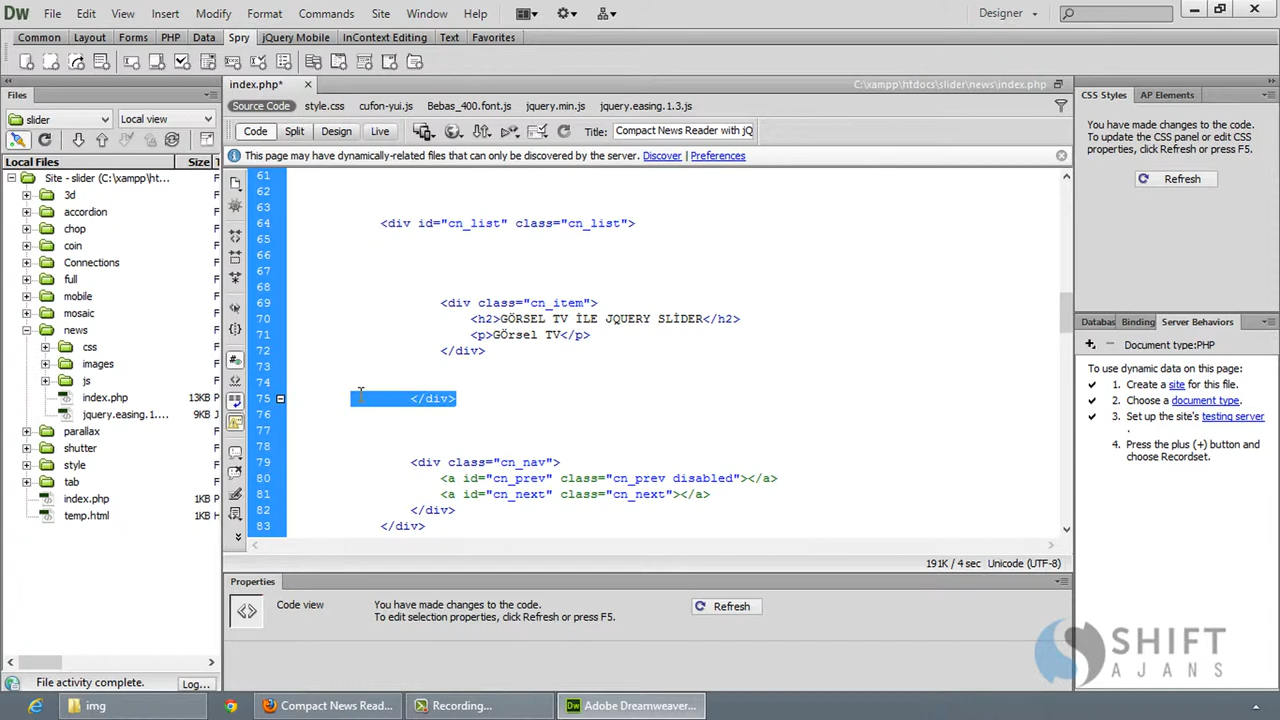 Dw File Edit View Insert Modify Format Commands Site Window Help Designer
Common Layout Forms PHP Data Spry jQuery Mobile InContext Editing Text Favorites
Files
index.php* ×
C:\xampp\htdocs\slider\news\index.php
CSS Styles AP Elements
slider Local view
Source Code style.css cufon-yui.js Bebas_400.font.js jquery.min.js jquery.easing.1.3.js
Code Split Design Live Title: Compact News Reader with jQ
This page may have dynamically-related files that can only be discovered by the server. Discover | Preferences
You have made changes to the code.
To update the CSS panel or edit CSS
properties, click Refresh or press F5.
Refresh
Local Files Size
Site - slider (C:\xampp\ht... F
3d F
accordion F
chop F
coin F
Connections F
full F
mobile F
mosaic F
news F
css F
images F
js F
index.php 13KB P
jquery.easing.1.... 9KB J
parallax F
shutter F
style F
tab F
index.php 1KB P
temp.html 1KB H
61
62
63
64 <div id="cn_list" class="cn_list">
65
66
67
68
69 <div class="cn_item">
70 <h2>GÖRSEL TV İLE JQUERY SLİDER</h2>
71 <p>GÖrsel TV</p>
72 </div>
73
74
75 </div>
76
77
78
79 <div class="cn_nav">
80 <a id="cn_prev" class="cn_prev disabled"></a>
81 <a id="cn_next" class="cn_next"></a>
82 </div>
83 </div>
191K / 4 sec Unicode (UTF-8)
Databas Binding Server Behaviors
Document type:PHP
To use dynamic data on this page:
1. Create a site for this file.
2. Choose a document type.
3. Set up the site's testing server
.
4. Press the plus (+) button and
choose Recordset.
Properties
Code view
You have made changes to the code.
To edit selection properties, click Refresh or press F5.
Refresh
SHIFT
AJANS
File activity complete. Log...
img Compact News Read... Recording... Dw Adobe Dreamweaver...